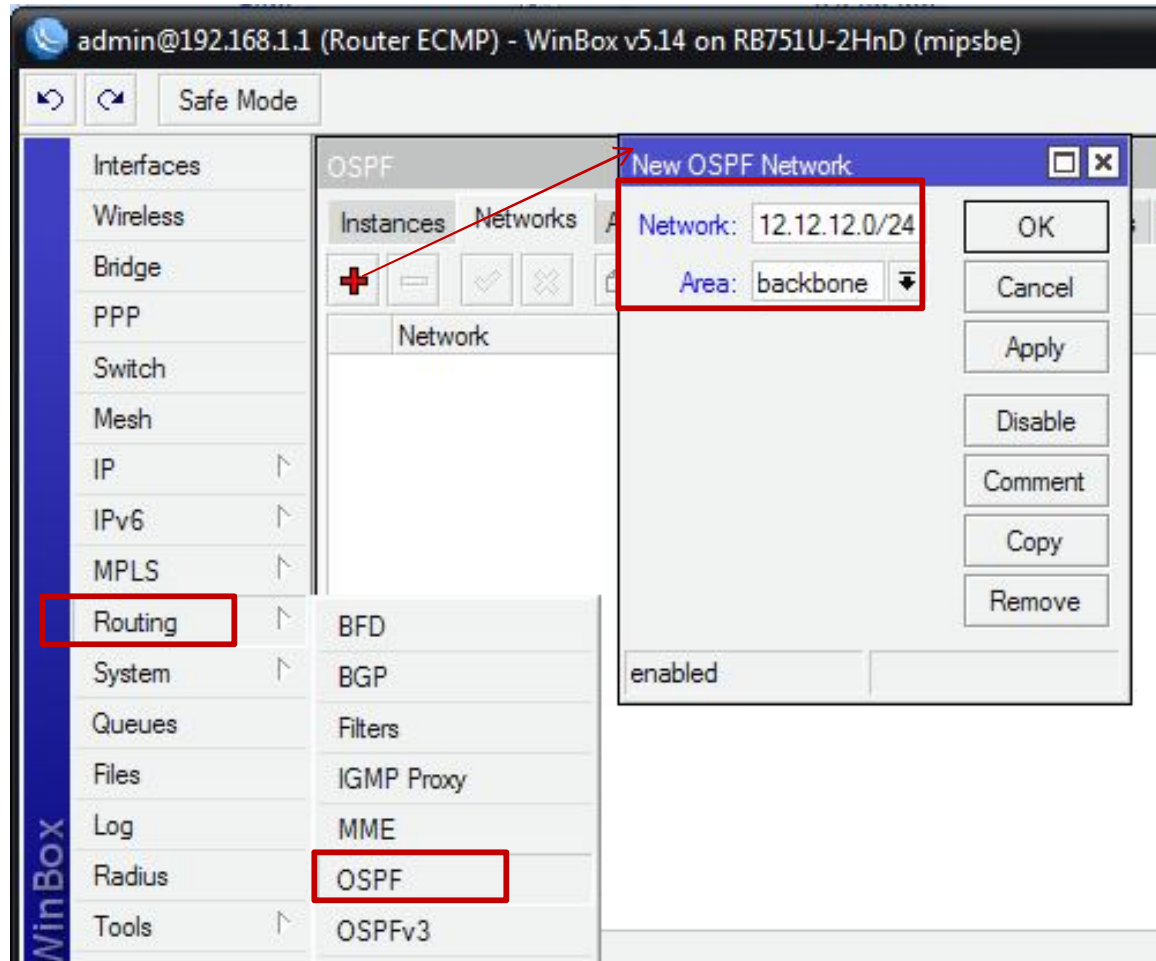 admin@192.168.1.1 (Router ECMP) - WinBox v5.14 on RB751U-2HnD (mipsbe)
Safe Mode
Interfaces
Wireless
Bridge
PPP
Switch
Mesh
IP
IPv6
MPLS
Routing
System
Queues
Files
Log
Radius
Tools
WinBox
OSPF
Instances
Networks
Network
New OSPF Network
Network: 12.12.12.0/24
Area: backbone
OK
Cancel
Apply
Disable
Comment
Copy
Remove
enabled
BFD
BGP
Filters
IGMP Proxy
MME
OSPF
OSPFv3